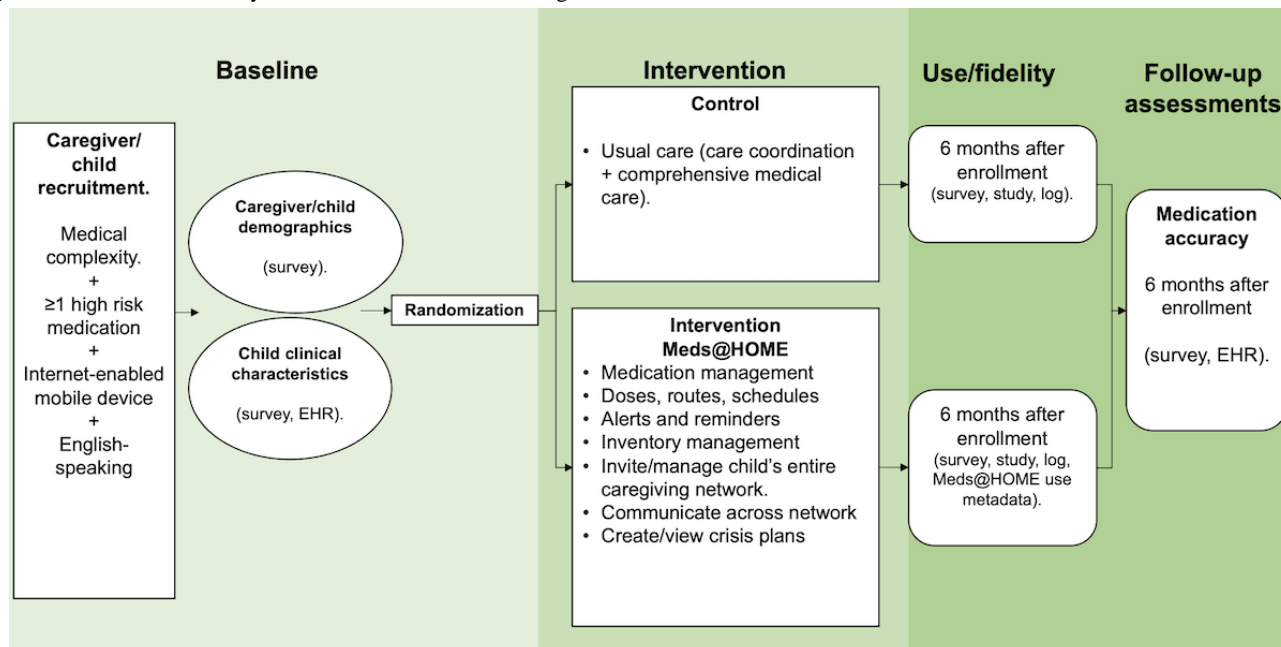 Baseline
Caregiver/
child
recruitment.
Medical
complexity.
+
≥1 high risk
medication
+
Internet-enabled
mobile device
+
English-
speaking
Caregiver/child
demographics
(survey).
Child clinical
characteristics
(survey, EHR).
Randomization
Intervention
Control
• Usual care (care coordination
+ comprehensive medical
care).
Intervention
Meds@HOME
• Medication management
• Doses, routes, schedules
• Alerts and reminders
• Inventory management
• Invite/manage child's entire
caregiving network.
• Communicate across network
• Create/view crisis plans
Use/fidelity
6 months after
enrollment
(survey, study, log).
6 months after
enrollment
(survey, study, log,
Meds@HOME use
metadata).
Follow-up
assessments
Medication
accuracy
6 months after
enrollment
(survey, EHR).